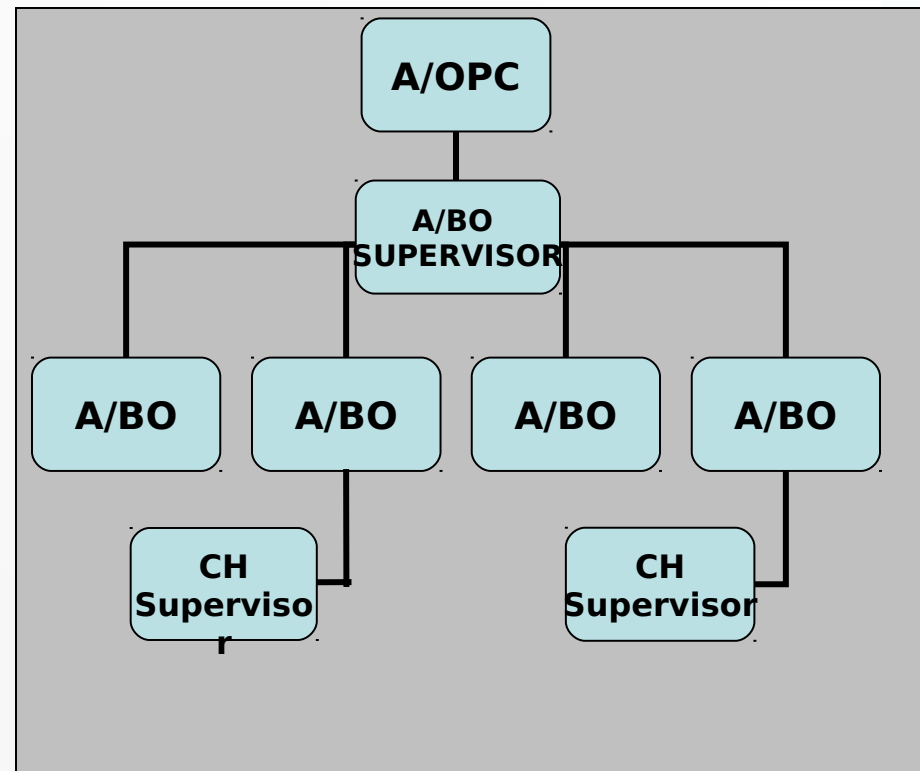 A/OPC
A/BO
SUPERVISOR
A/BO
A/BO
A/BO
A/BO
CH
Superviso
r
CH
Supervisor